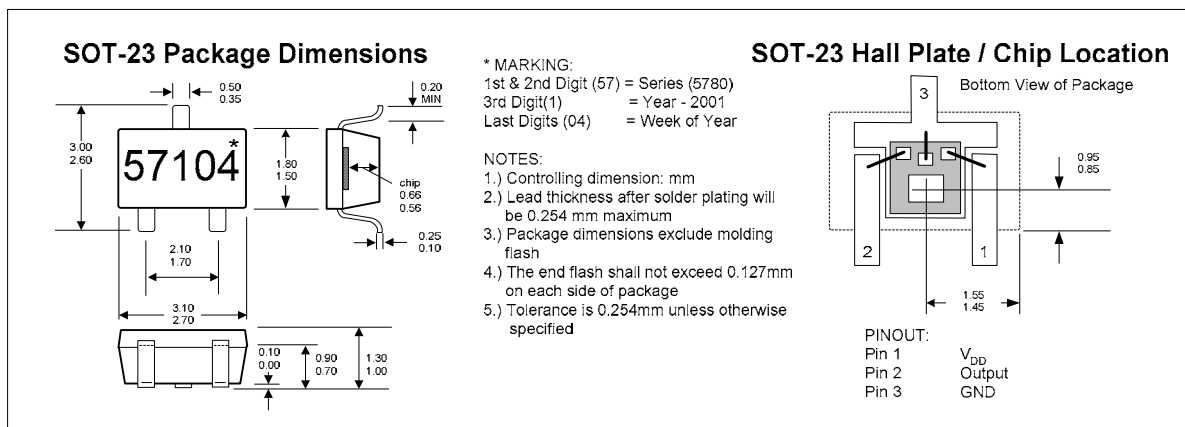 SOT-23 Package Dimensions
0.50
0.35
3.00
2.60
57104*
1.80
1.50
2.10
1.70
3.10
2.70
0.10
0.00
0.90
0.70
1.30
1.00
0.20
MIN
chip
0.66
0.56
0.25
0.10
* MARKING:
1st & 2nd Digit (57) = Series (5780)
3rd Digit(1) = Year - 2001
Last Digits (04) = Week of Year
NOTES:
1.) Controlling dimension: mm
2.) Lead thickness after solder plating will
be 0.254 mm maximum
3.) Package dimensions exclude molding
flash
4.) The end flash shall not exceed 0.127mm
on each side of package
5.) Tolerance is 0.254mm unless otherwise
specified
SOT-23 Hall Plate / Chip Location
Bottom View of Package
3
2
1
0.95
0.85
1.55
1.45
PINOUT:
Pin 1 VDD
Pin 2 Output
Pin 3 GND